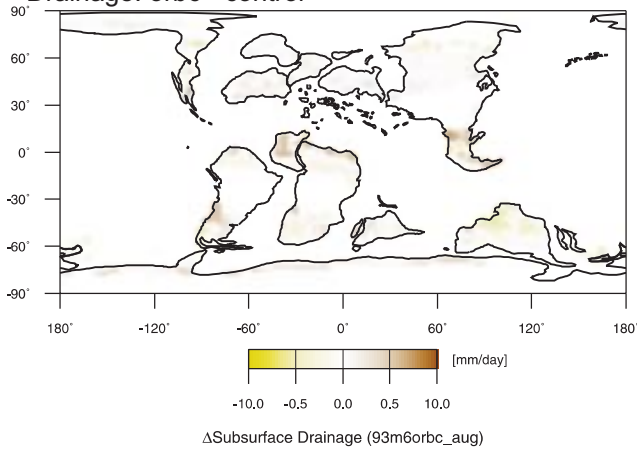 Drainage: orbc - control
90˚
60˚
30˚
0˚
-30˚
-60˚
-90˚
180˚ -120˚ -60˚ 0˚ 60˚ 120˚ 180˚
[mm/day]
-10.0 -0.5 0.0 0.5 10.0
ΔSubsurface Drainage (93m6orbc_aug)